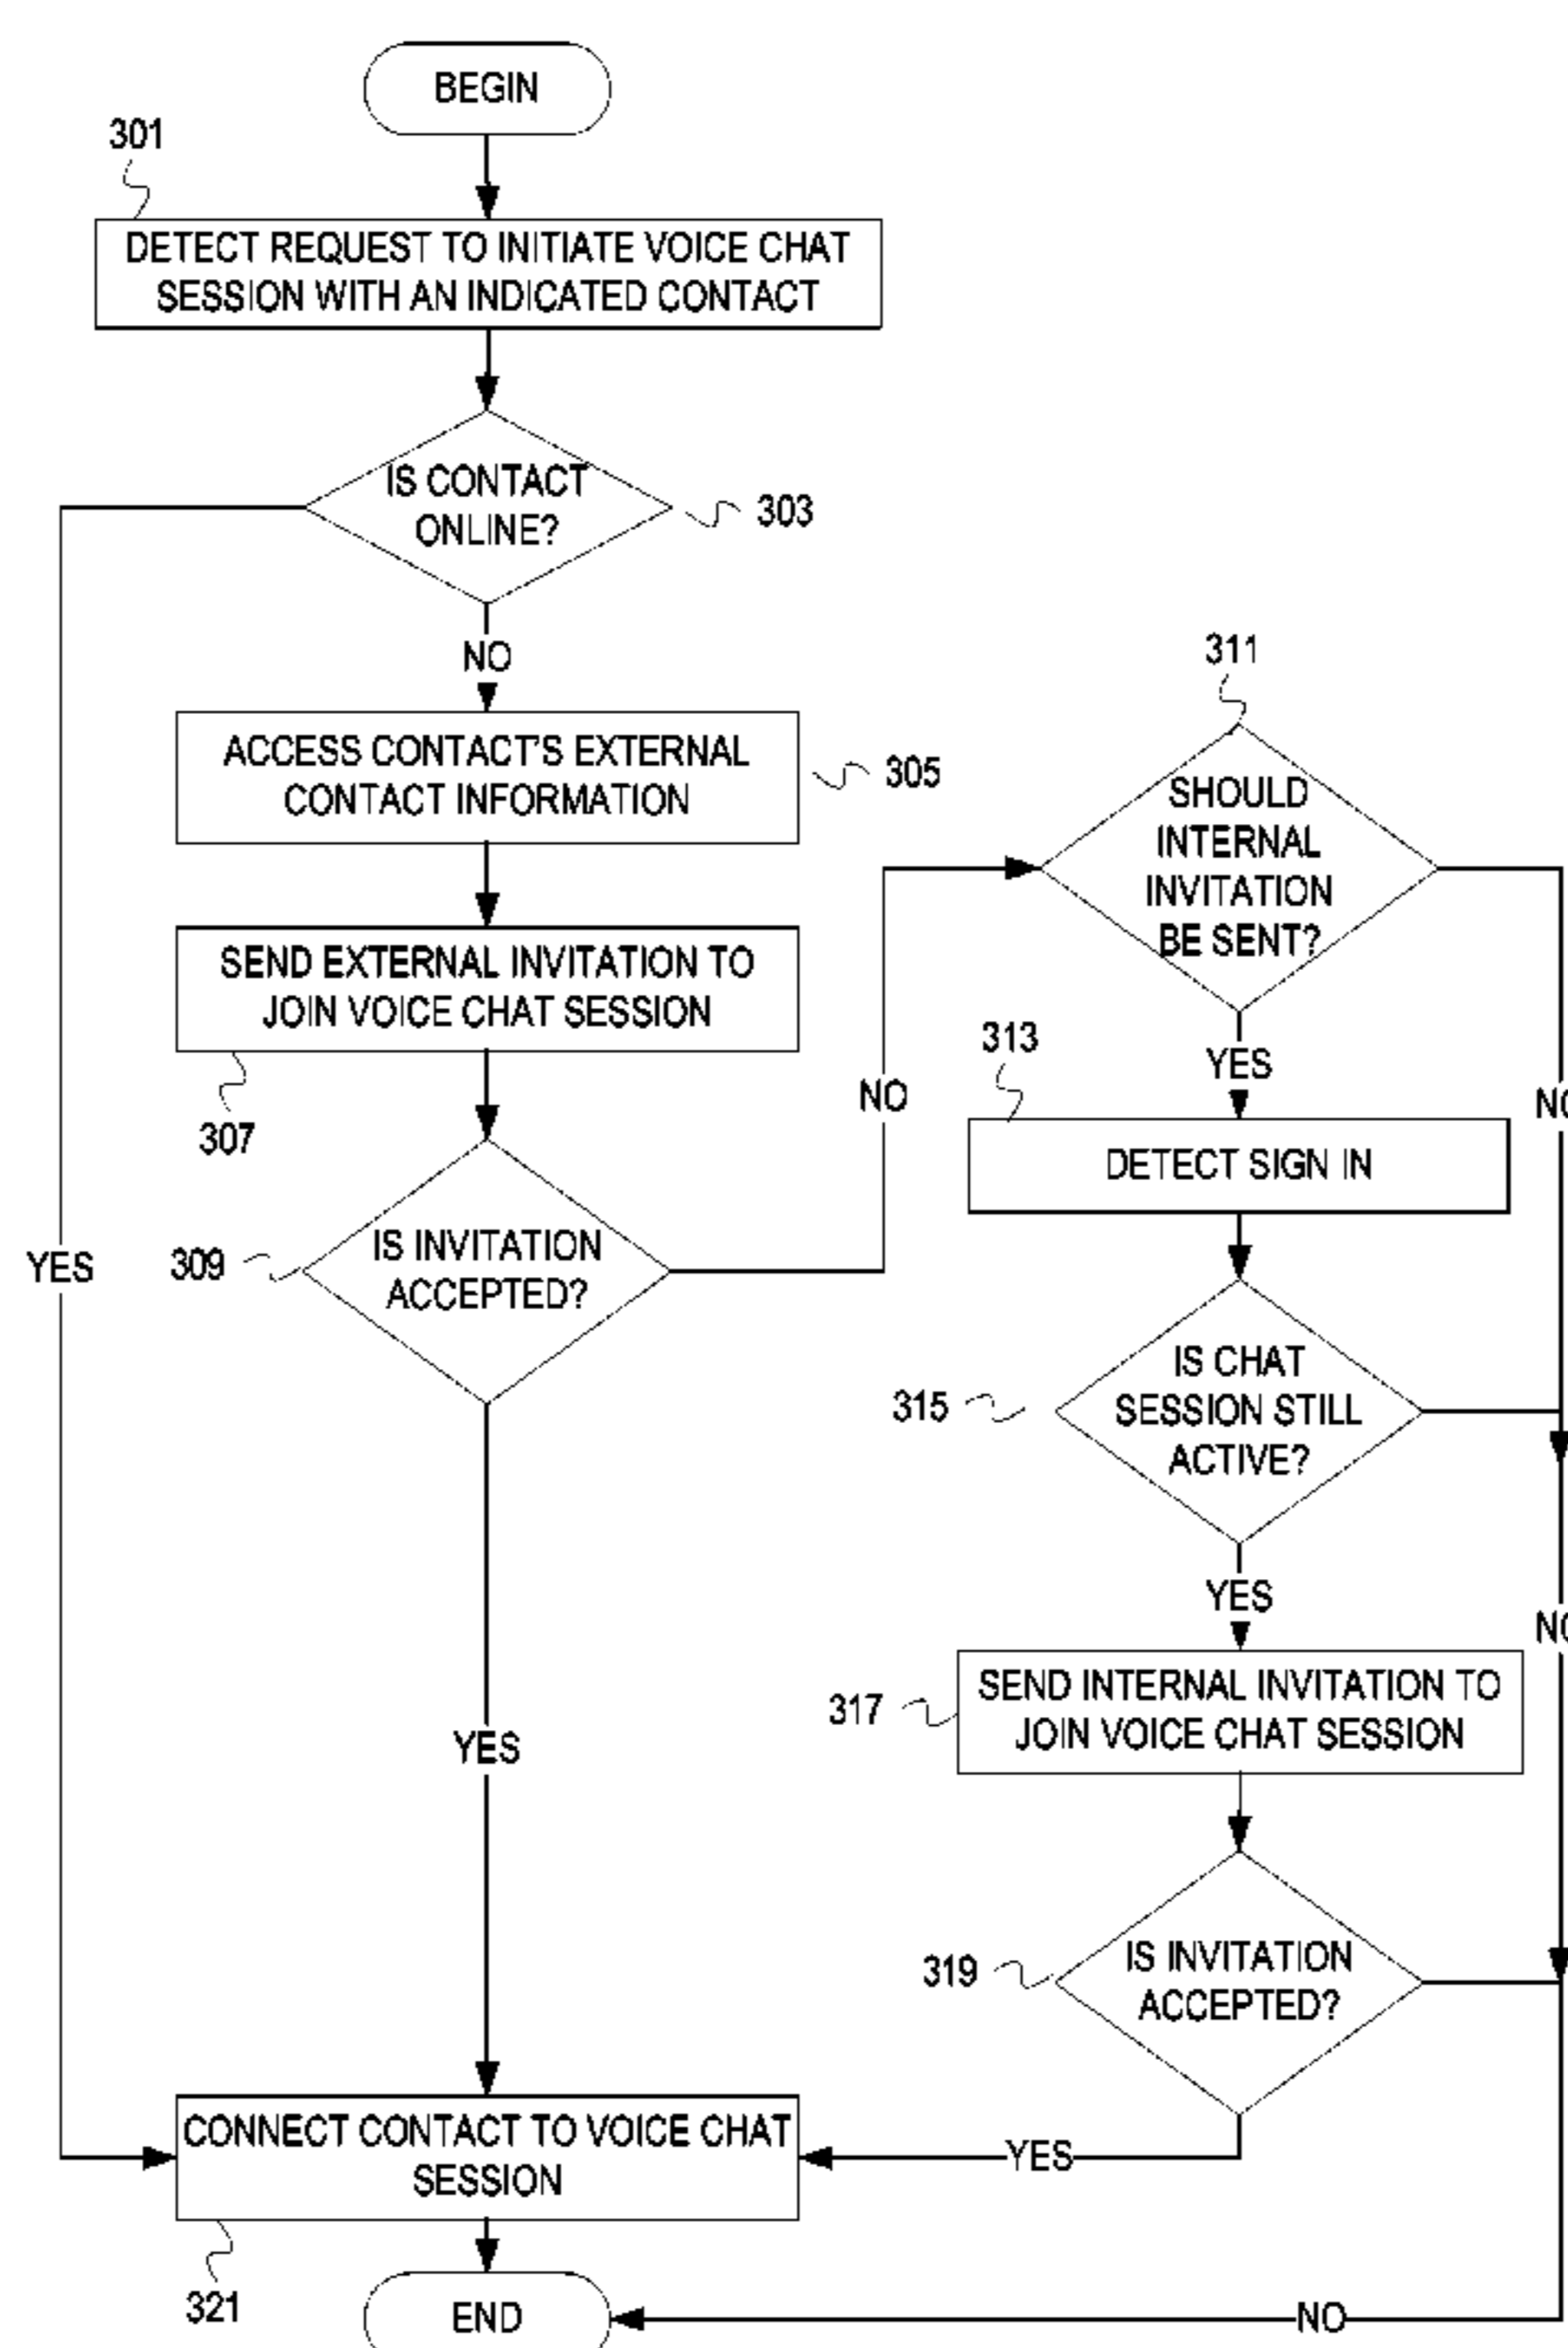 BEGIN
301
DETECT REQUEST TO INITIATE VOICE CHAT
SESSION WITH AN INDICATED CONTACT
IS CONTACT
ONLINE?
303
NO
ACCESS CONTACT'S EXTERNAL
CONTACT INFORMATION
305
SEND EXTERNAL INVITATION TO
JOIN VOICE CHAT SESSION
307
IS INVITATION
ACCEPTED?
309
YES
NO
YES
311
SHOULD
INTERNAL
INVITATION
BE SENT?
YES
NO
313
DETECT SIGN IN
IS CHAT
SESSION STILL
ACTIVE?
315
YES
NO
SEND INTERNAL INVITATION TO
JOIN VOICE CHAT SESSION
317
IS INVITATION
ACCEPTED?
319
YES
CONNECT CONTACT TO VOICE CHAT
SESSION
321
END
NO